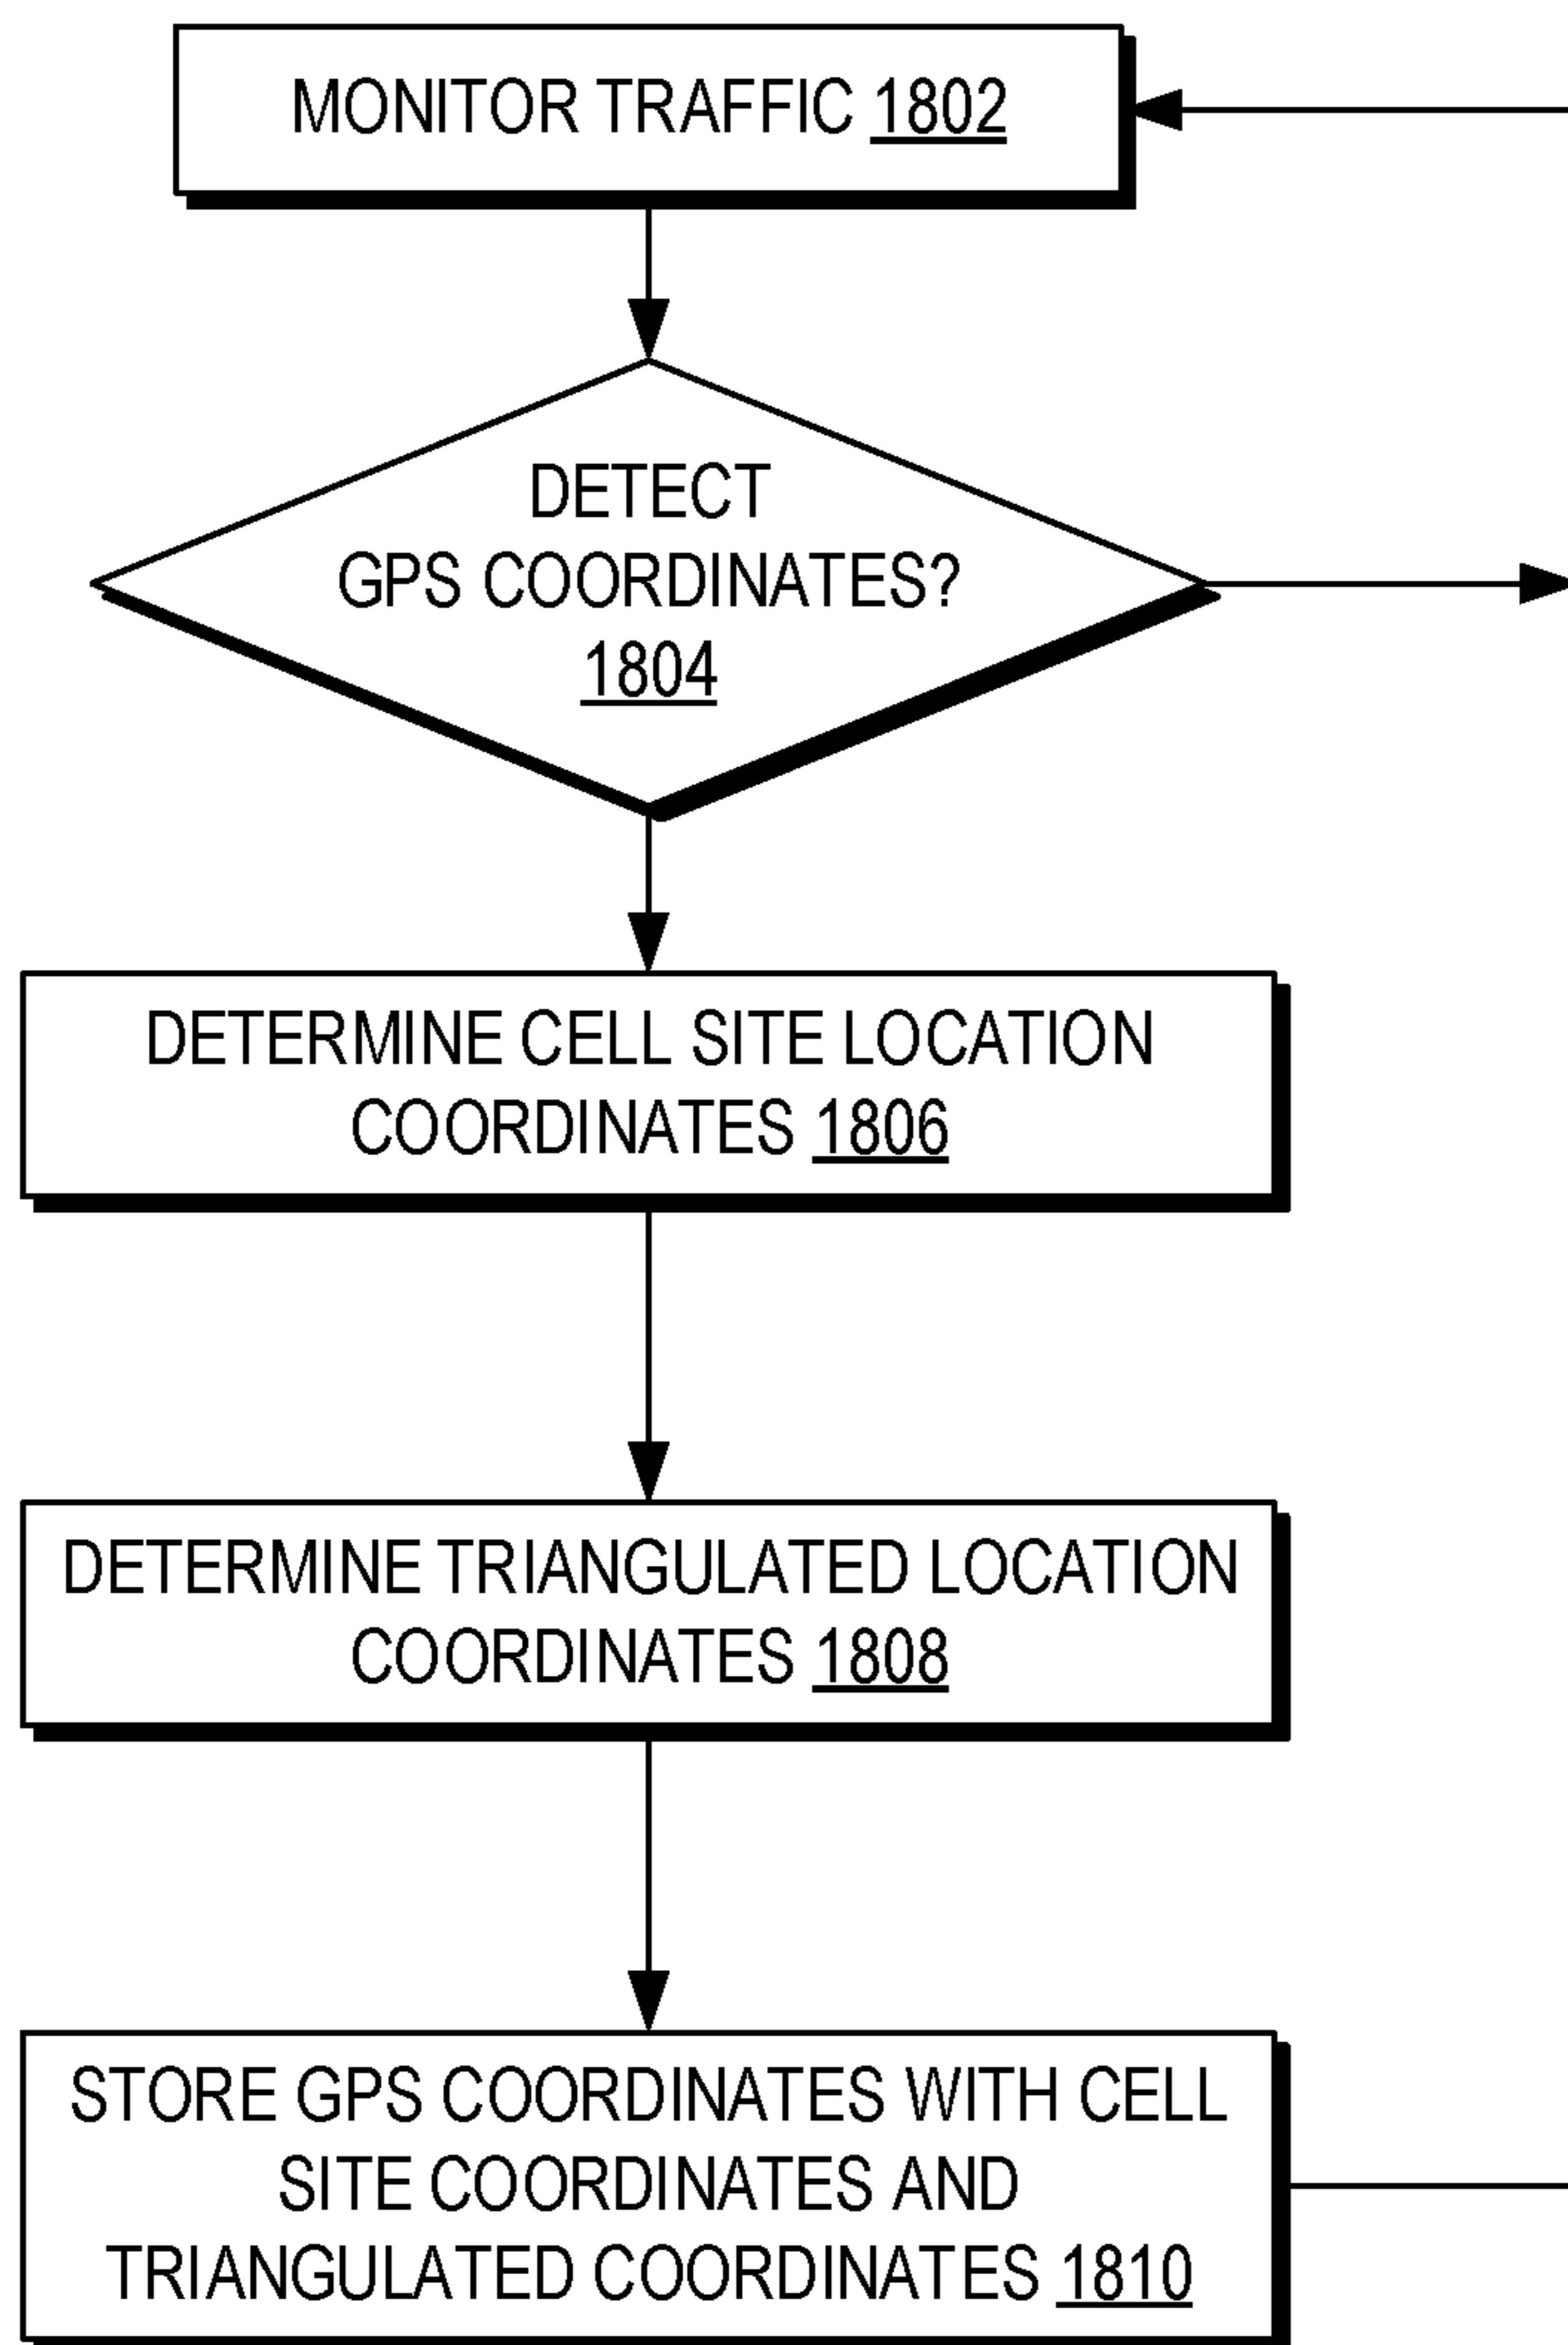 MONITOR TRAFFIC 1802
DETECT
GPS COORDINATES?
1804
DETERMINE CELL SITE LOCATION
COORDINATES 1806
DETERMINE TRIANGULATED LOCATION
COORDINATES 1808
STORE GPS COORDINATES WITH CELL
SITE COORDINATES AND
TRIANGULATED COORDINATES 1810